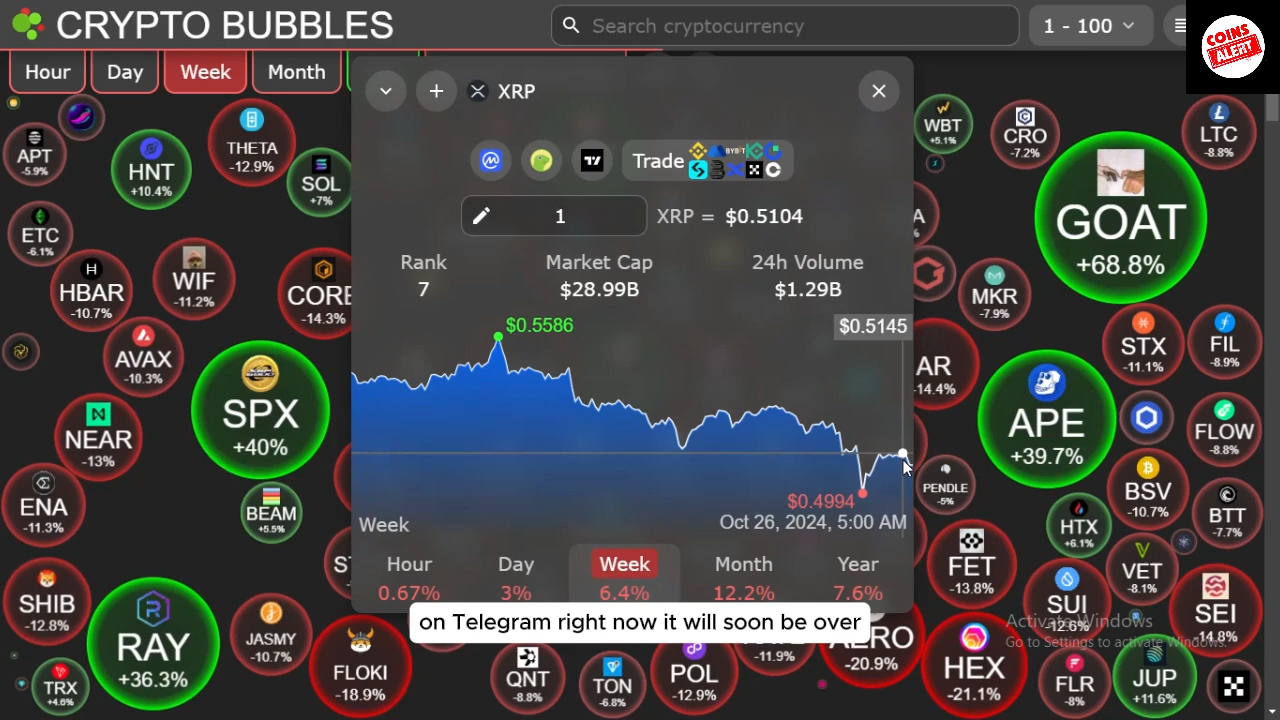 CRYPTO BUBBLES
Search cryptocurrency
1 - 100
COINS
ALERT
Hour
Day
Week
Month
XRP
Trade
BYBIT
1
XRP = $0.5104
Rank
Market Cap
24h Volume
7
$28.99B
$1.29B
$0.5586
$0.5145
$0.4994
Week
Oct 26, 2024, 5:00 AM
Hour
Day
Week
Month
Year
0.67%
3%
6.4%
12.2%
7.6%
on Telegram right now it will soon be over
APT
-5.9%
HNT
+10.4%
THETA
-12.9%
SOL
+7%
ETC
-6.1%
HBAR
-10.7%
WIF
-11.2%
CORE
-14.3%
AVAX
-10.3%
SPX
+40%
NEAR
-13%
ENA
-11.3%
BEAM
+5.5%
SHIB
-12.8%
RAY
+36.3%
JASMY
-10.7%
FLOKI
-18.9%
TRX
+4.6%
QNT
-8.8%
TON
-6.8%
POL
-12.9%
-11.9%
AERO
-20.9%
WBT
+5.1%
CRO
-7.2%
LTC
-8.8%
GOAT
+68.8%
MKR
-7.9%
STX
-11.1%
FIL
-8.9%
AR
-14.4%
APE
+39.7%
FLOW
-8.8%
PENDLE
-5%
BSV
-10.7%
BTT
-7.7%
HTX
+6.1%
FET
-13.8%
VET
-8.1%
SUI
-12.6%
SEI
-14.8%
HEX
-21.1%
FLR
-8%
JUP
+11.6%
Activate Windows
Go to Settings to activate Windows.